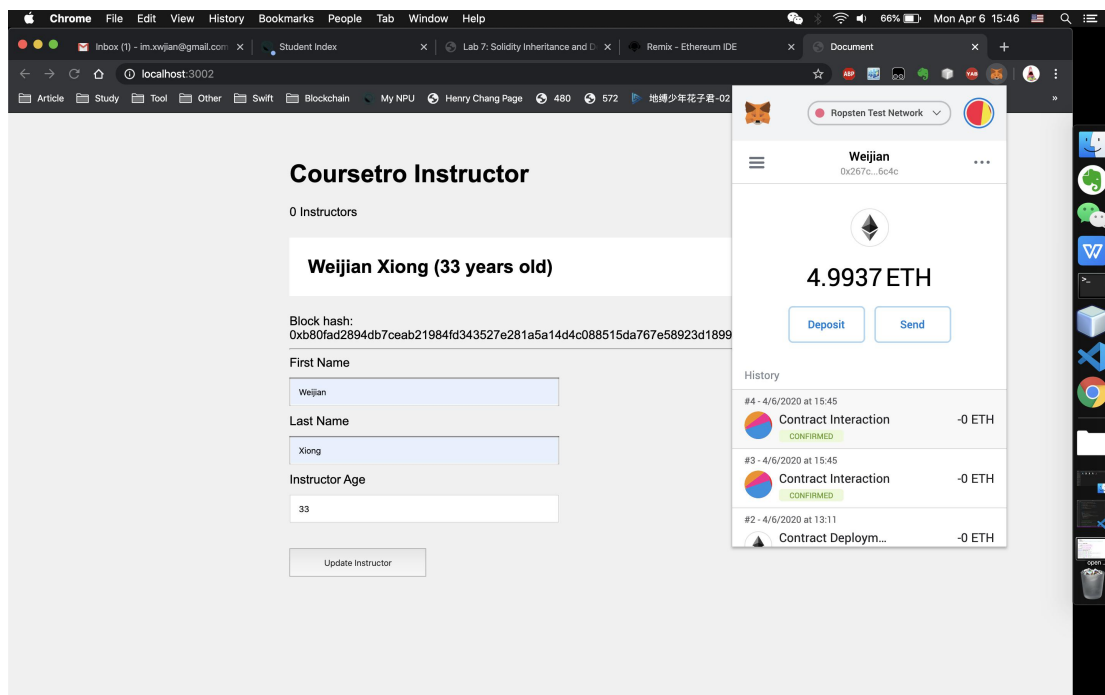 Chrome File Edit View History Bookmarks People Tab Window Help 66% Mon Apr 6 15:46
Inbox (1) - im.xwjian@gmail.com Student Index Lab 7: Solidity Inheritance and D Remix - Ethereum IDE Document
localhost:3002 ABP YAB
Article Study Tool Other Swift Blockchain My NPU Henry Chang Page 480 572 地缚少年花子君-02 »
Ropsten Test Network
Weijian
0x267c...6c4c
4.9937 ETH
Deposit Send
History
#4 - 4/6/2020 at 15:45
Contract Interaction -0 ETH
CONFIRMED
#3 - 4/6/2020 at 15:45
Contract Interaction -0 ETH
CONFIRMED
#2 - 4/6/2020 at 13:11
Contract Deploym... -0 ETH
Coursetro Instructor
0 Instructors
Weijian Xiong (33 years old)
Block hash:
0xb80fad2894db7ceab21984fd343527e281a5a14d4c088515da767e58923d1899
First Name
Weijian
Last Name
Xiong
Instructor Age
33
Update Instructor
open